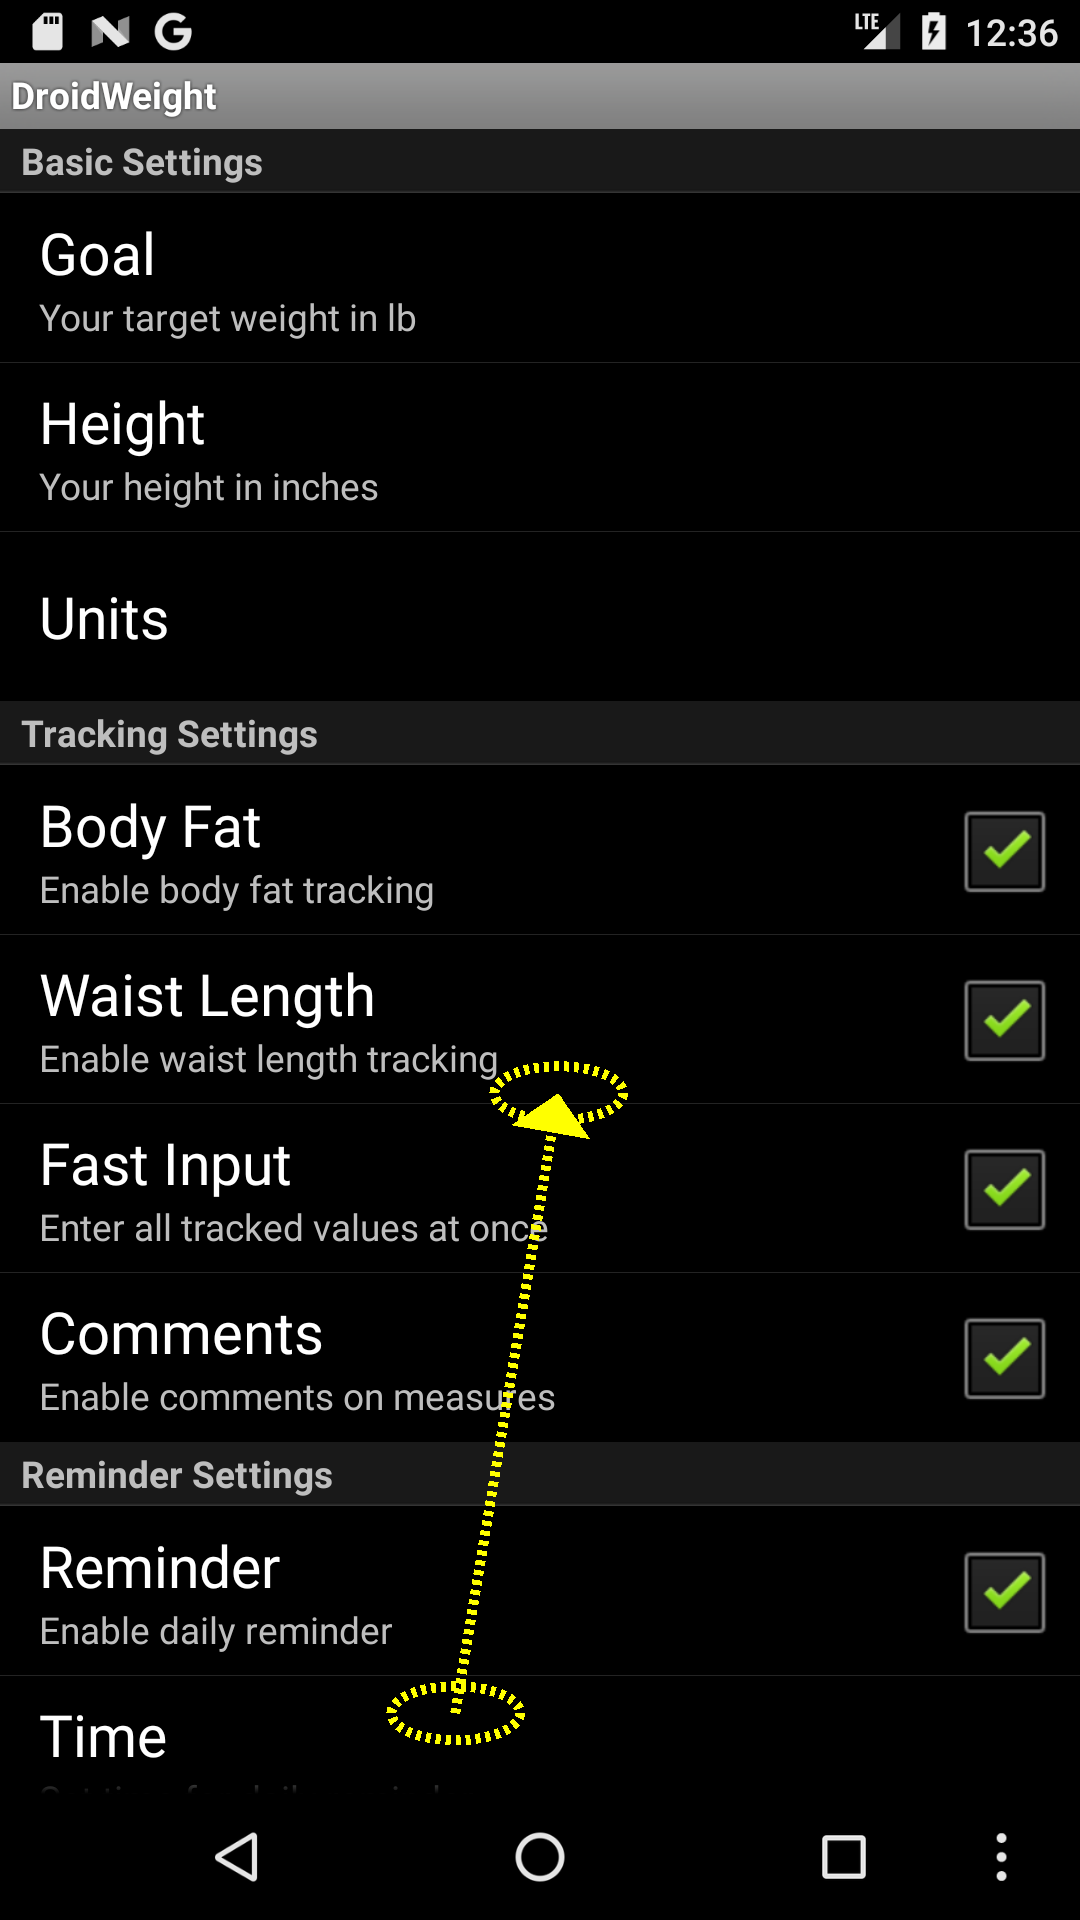 LTE 12:36
DroidWeight
Basic Settings
Goal
Your target weight in lb
Height
Your height in inches
Units
Tracking Settings
Body Fat
Enable body fat tracking
Waist Length
Enable waist length tracking
Fast Input
Enter all tracked values at once
Comments
Enable comments on measures
Reminder Settings
Reminder
Enable daily reminder
Time